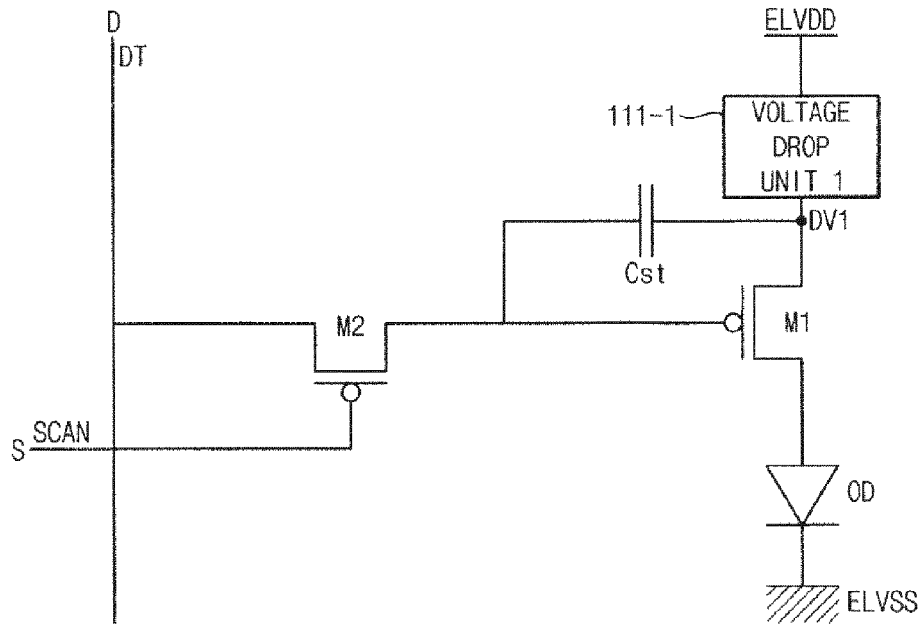 D
DT
ELVDD
111-1
VOLTAGE
DROP
UNIT 1
DV1
Cst
M2
M1
S
SCAN
OD
ELVSS